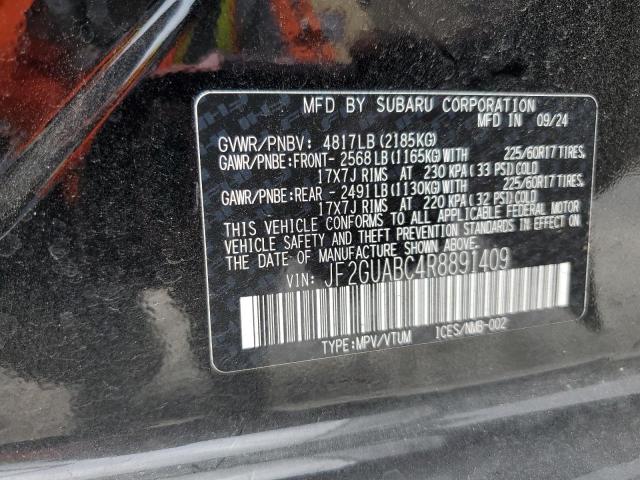 MFD BY SUBARU CORPORATION
MFD IN 09/24
GVWR/PNBV: 4817LB (2185KG)
GAWR/PNBE:FRONT- 2568 LB (1165KG) WITH 225/60R17 TIRES,
17X7J RIMS AT 230 KPA (33 PSI) COLD
GAWR/PNBE:REAR - 2491 LB (1130KG) WITH 225/60R17 TIRES,
17X7J RIMS AT 220 KPA (32 PSI) COLD
THIS VEHICLE CONFORMS TO ALL APPLICABLE FEDERAL MOTOR
VEHICLE SAFETY AND THEFT PREVENTION STANDARDS IN EFFECT
ON THE DATE OF MANUFACTURE SHOWN ABOVE.
VIN: JF2GUABC4R8891409
TYPE:MPV/VTUM ICES/NMB-002